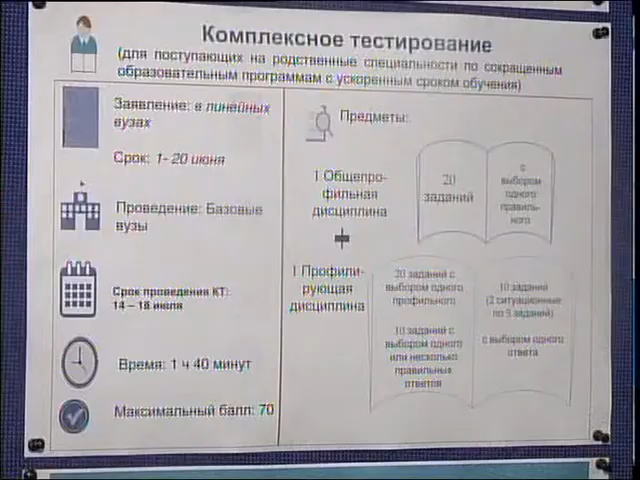 Комплексное тестирование
(для поступающих на родственные специальности по сокращенным
образовательным программам с ускоренным сроком обучения)
Заявление: в линейных
вузах
Срок: 1- 20 июня
Проведение: Базовые
вузы
Срок проведения КТ:
14 – 18 июля
Время: 1 ч 40 минут
Максимальный балл: 70
Предметы:
1 Общепро-
фильная
дисциплина
20
заданий
с
выбором
одного
правиль-
ного
1 Профили-
рующая
дисциплина
20 заданий с
выбором одного
профильного
10 заданий с
выбором одного
или несколько
правильных
ответов
10 заданий
(2 ситуационные
по 5 заданий)
с выбором одного
ответа